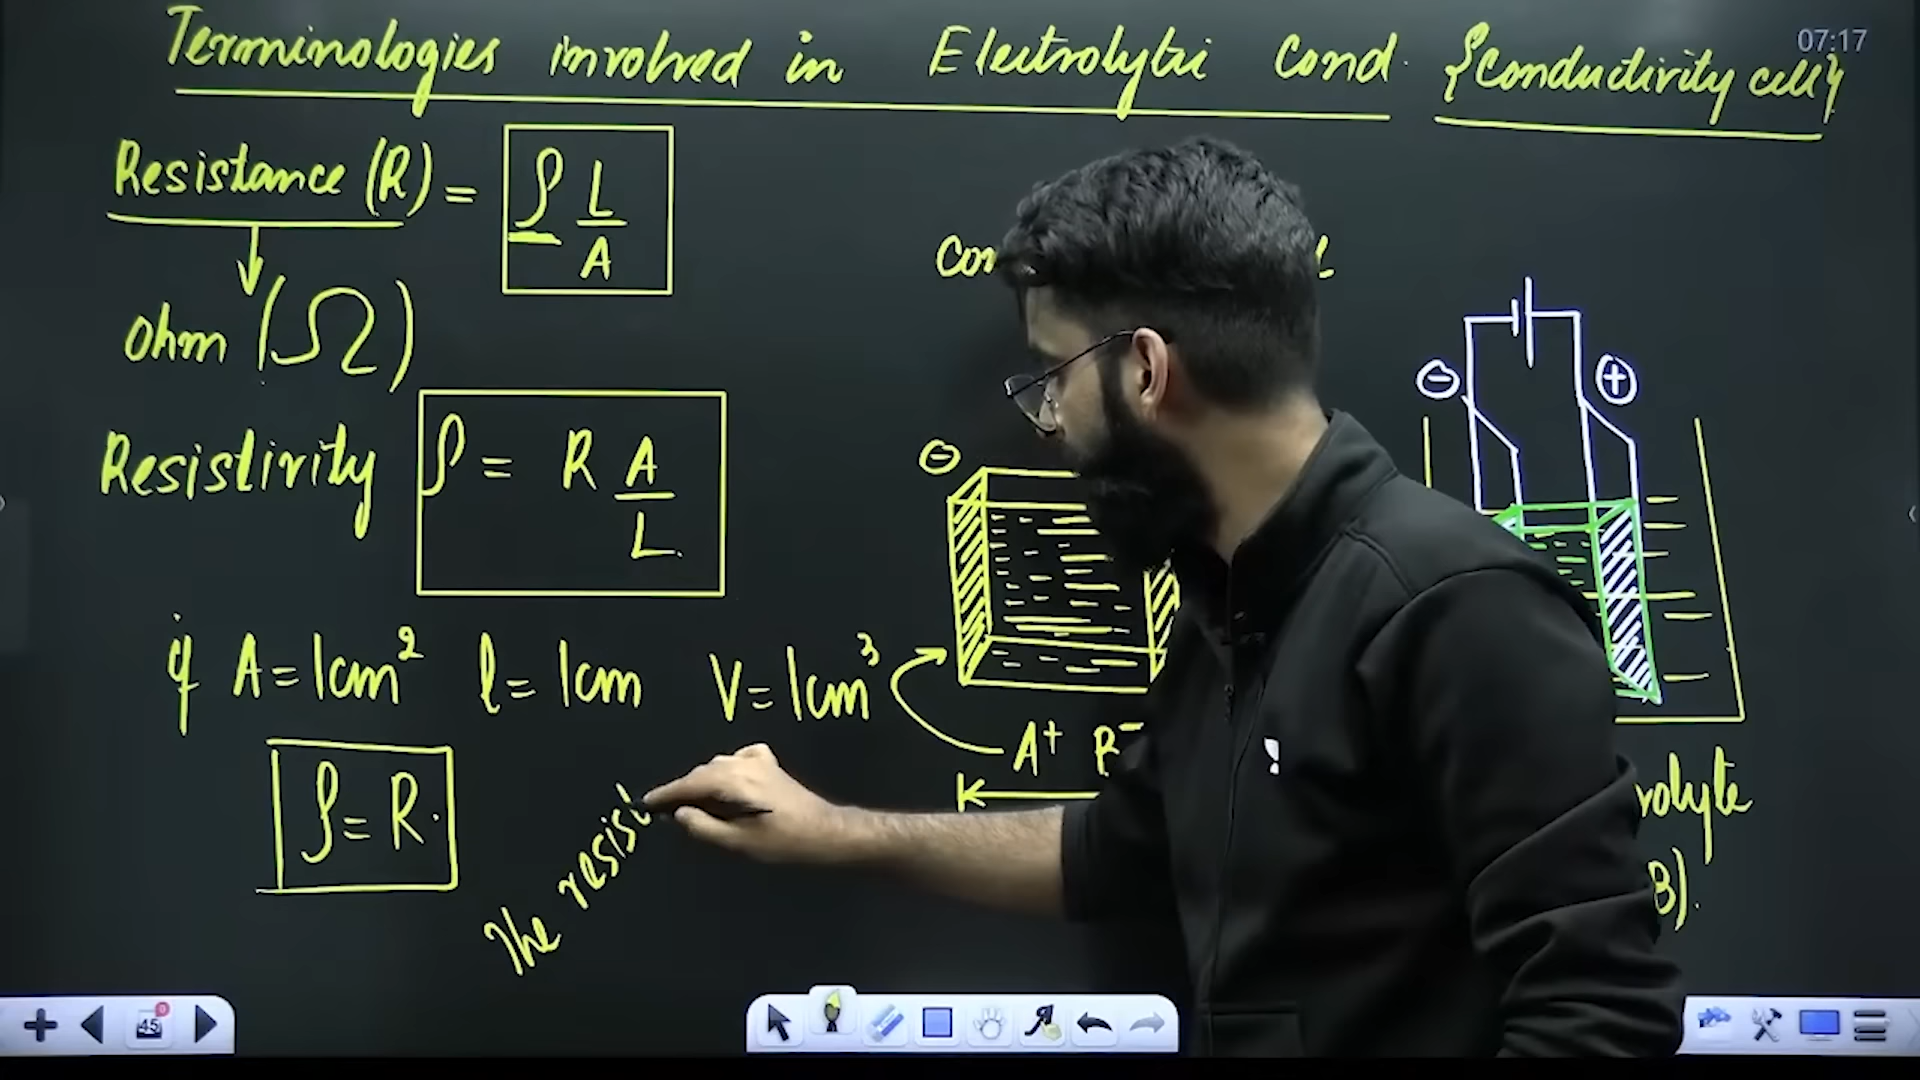 Terminologies involved in Electrolytic Cond. {conductivity cell}
07:17
Resistance (R) = ρ L/A
ohm (Ω)
Resistivity ρ = R A/L
if A = 1cm² l = 1cm V = 1cm³
ρ = R.
The resist
⊖
⊖ ⊕
A⁺ B⁻
B).
45
0